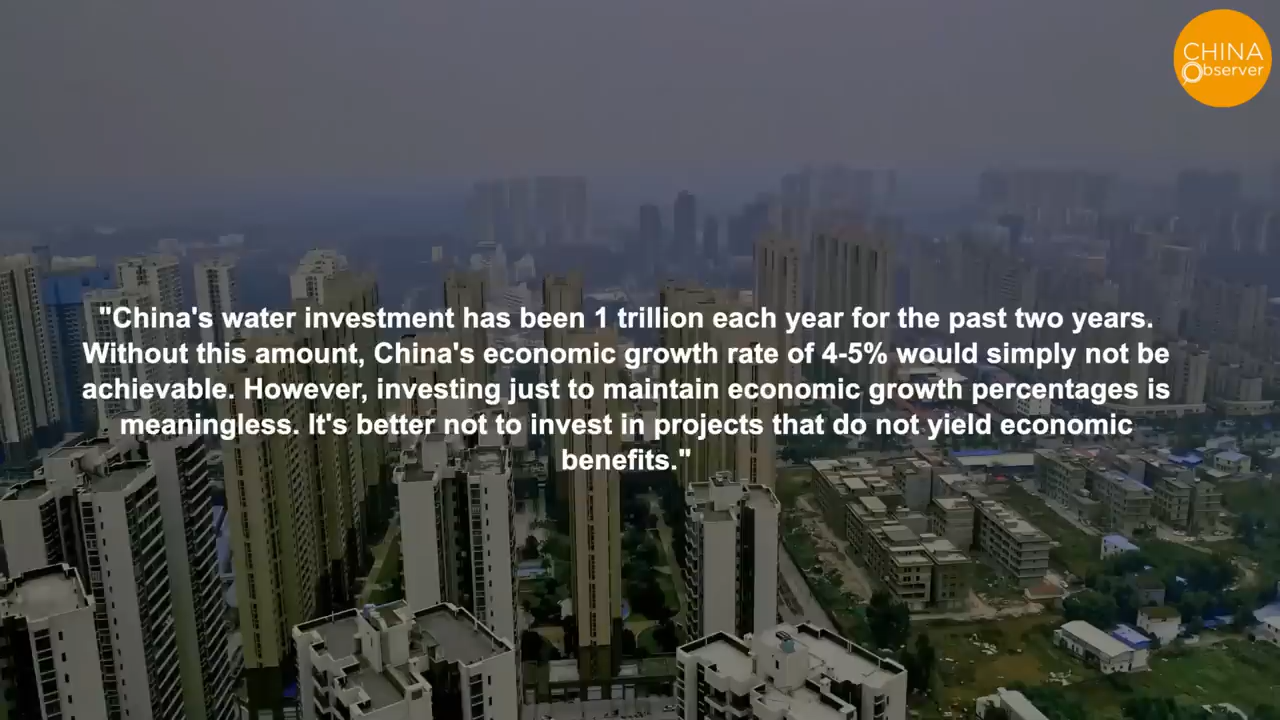 CHINA
Observer
"China's water investment has been 1 trillion each year for the past two years.
Without this amount, China's economic growth rate of 4-5% would simply not be
achievable. However, investing just to maintain economic growth percentages is
meaningless. It's better not to invest in projects that do not yield economic
benefits."